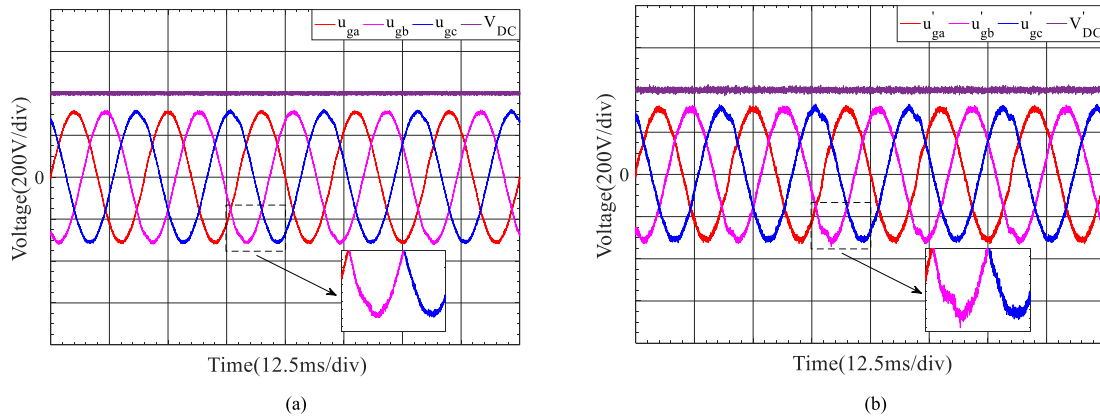 u_ga u_gb u_gc V_DC
Voltage(200V/div)
0
Time(12.5ms/div)
(a)
u'_ga u'_gb u'_gc V'_DC
Voltage(200V/div)
0
Time(12.5ms/div)
(b)